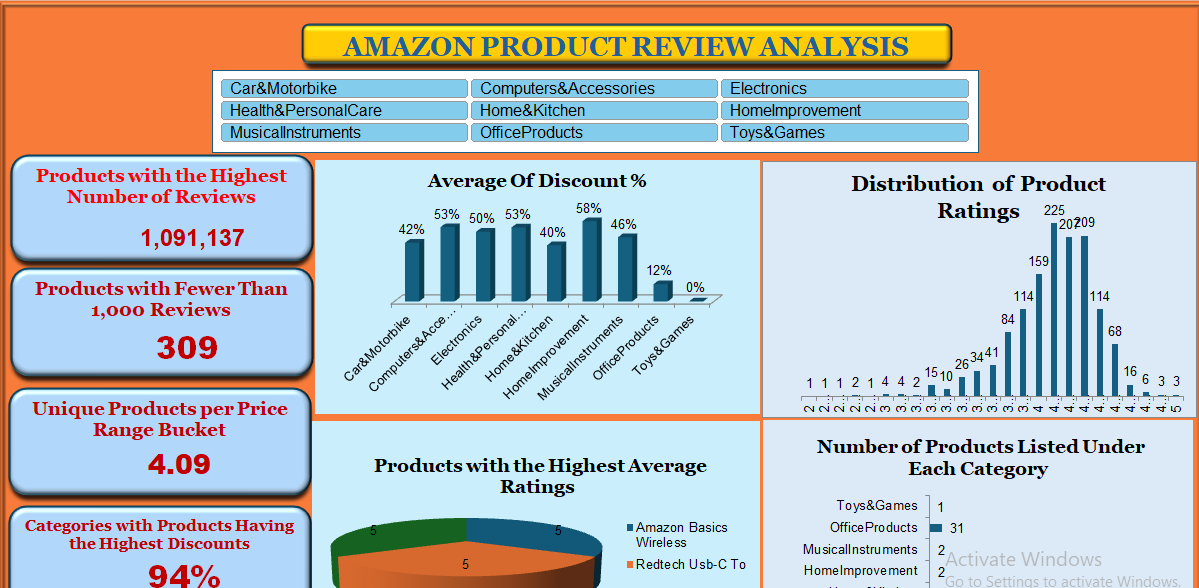 AMAZON PRODUCT REVIEW ANALYSIS
Car&Motorbike
Computers&Accessories
Electronics
Health&PersonalCare
Home&Kitchen
HomeImprovement
MusicalInstruments
OfficeProducts
Toys&Games
Products with the Highest
Number of Reviews
1,091,137
Products with Fewer Than
1,000 Reviews
309
Unique Products per Price
Range Bucket
4.09
Categories with Products Having
the Highest Discounts
94%
Average Of Discount %
42%
53%
50%
53%
40%
58%
46%
12%
0%
Car&Motorbike
Computers&Acce...
Electronics
Health&Personal...
Home&Kitchen
HomeImprovement
MusicalInstruments
OfficeProducts
Toys&Games
Distribution of Product
Ratings
1
1
1
2
1
4
4
2
15
10
26
34
41
84
114
159
225
207
209
114
68
16
6
3
3
2
2...
2...
2...
2...
3
3...
3...
3...
3...
3...
3...
3...
3...
3...
4
4...
4...
4...
4...
4...
4...
4...
4...
5
Products with the Highest Average
Ratings
5
5
5
Amazon Basics
Wireless
Redtech Usb-C To
Number of Products Listed Under
Each Category
Toys&Games
1
OfficeProducts
31
MusicalInstruments
2
HomeImprovement
2
Activate Windows
Go to Settings to activate Windows.